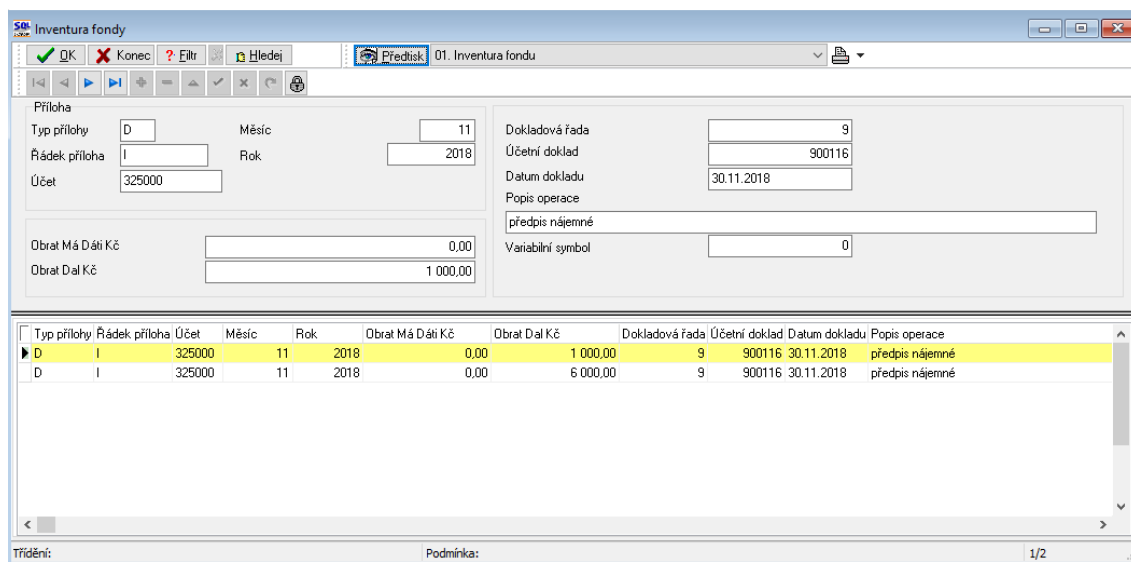 SQL Inventura fondy
OK Konec ? Filtr Hledej Předtisk 01. Inventura fondu
Příloha
Typ přílohy D Měsíc 11
Řádek příloha I Rok 2018
Účet 325000
Dokladová řada 9
Účetní doklad 900116
Datum dokladu 30.11.2018
Popis operace
předpis nájemné
Variabilní symbol 0
Obrat Má Dáti Kč 0,00
Obrat Dal Kč 1 000,00
Typ přílohy Řádek příloha Účet Měsíc Rok Obrat Má Dáti Kč Obrat Dal Kč Dokladová řada Účetní doklad Datum dokladu Popis operace
D I 325000 11 2018 0,00 1 000,00 9 900116 30.11.2018 předpis nájemné
D I 325000 11 2018 0,00 6 000,00 9 900116 30.11.2018 předpis nájemné
Třídění: Podmínka: 1/2